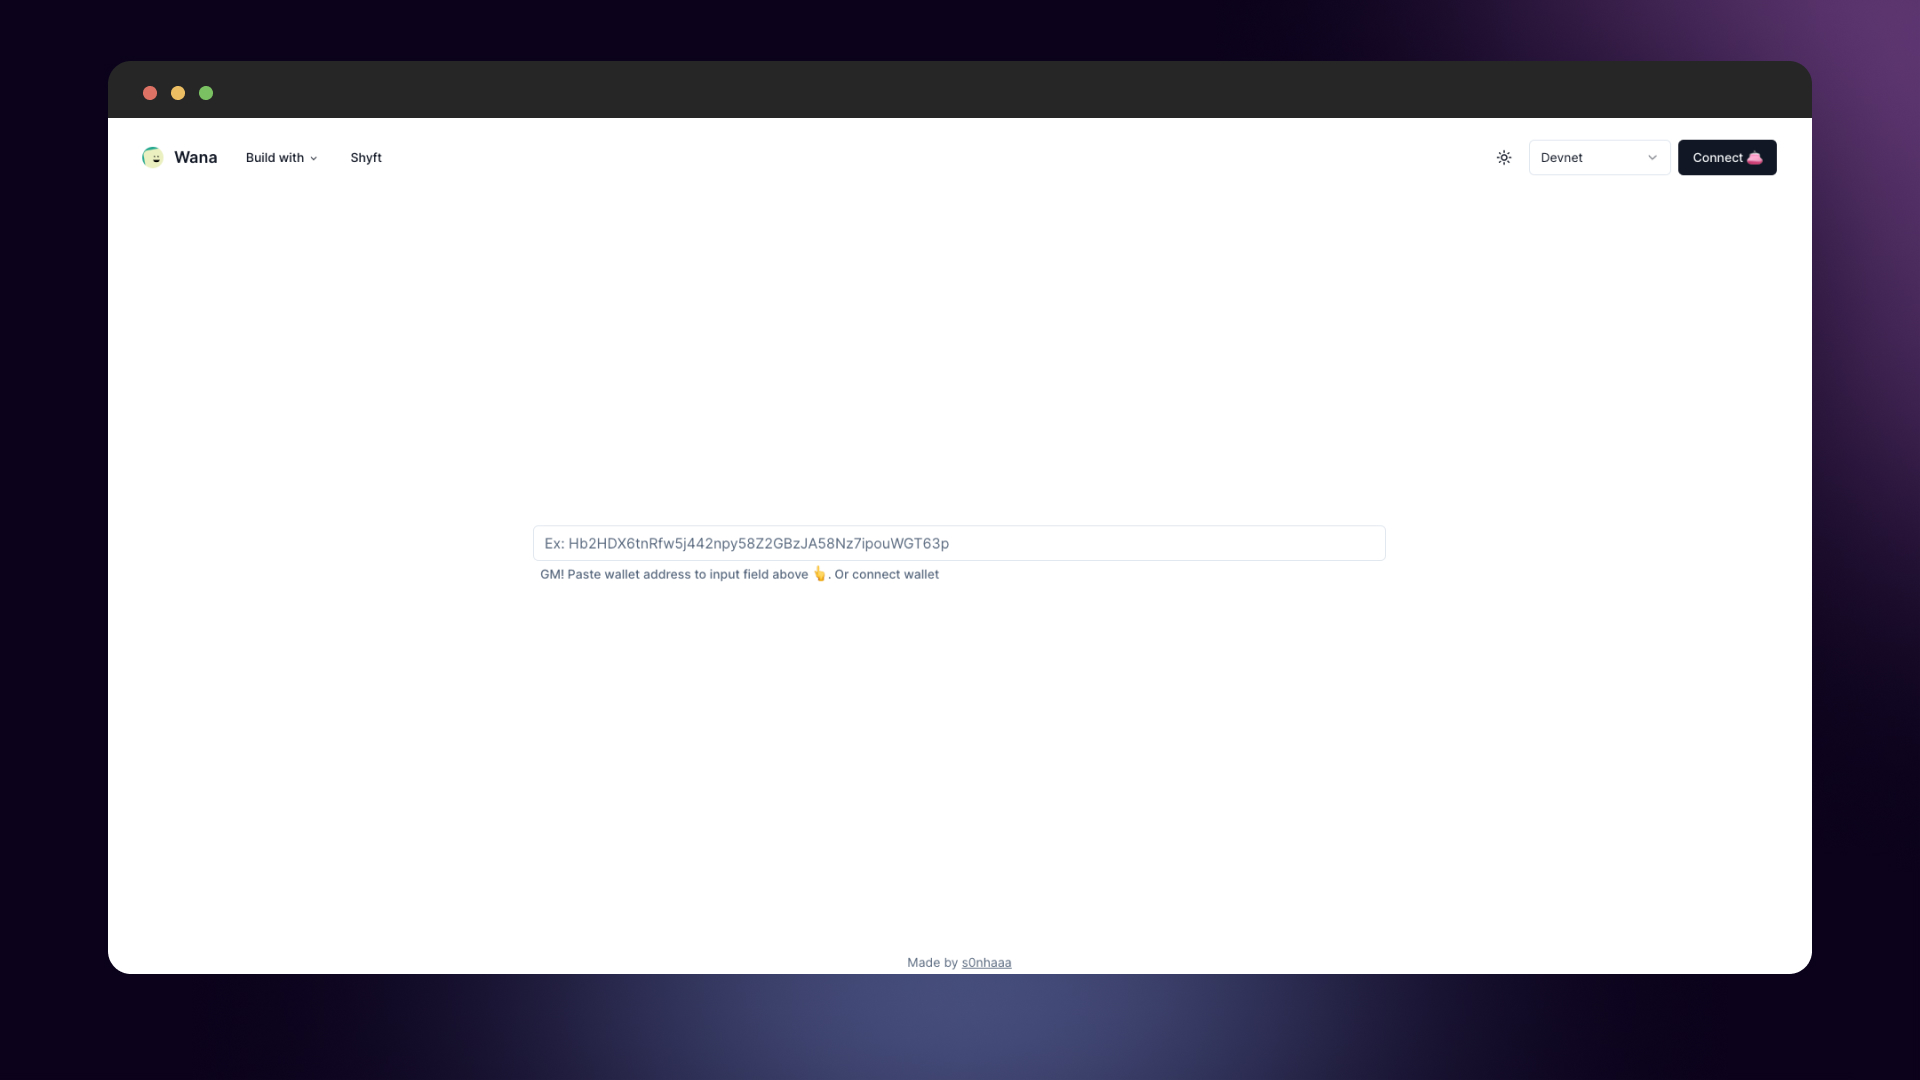 Wana
Build with
Shyft
Devnet
Connect 👛
Ex: Hb2HDX6tnRfw5j442npy58Z2GBzJA58Nz7ipouWGT63p
GM! Paste wallet address to input field above 👆. Or connect wallet
Made by s0nhaaa